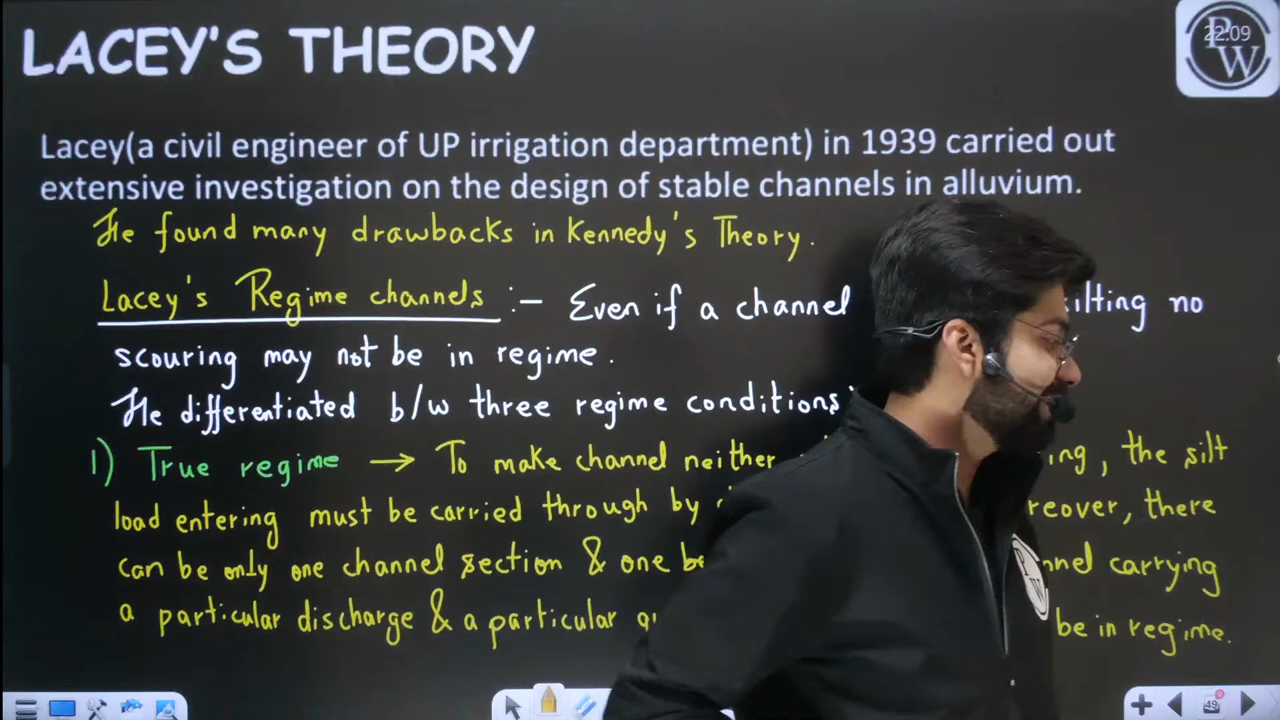 LACEY'S THEORY
22:09
PW
Lacey(a civil engineer of UP irrigation department) in 1939 carried out
extensive investigation on the design of stable channels in alluvium.
He found many drawbacks in Kennedy's Theory.
Lacey's Regime channels :- Even if a channel silting no
scouring may not be in regime.
He differentiated b/w three regime conditions:
1) True regime → To make channel neither ing, the silt
load entering must be carried through by reover, there
can be only one channel section & one be nnel carrying
a particular discharge & a particular qu be in regime.
PW
49